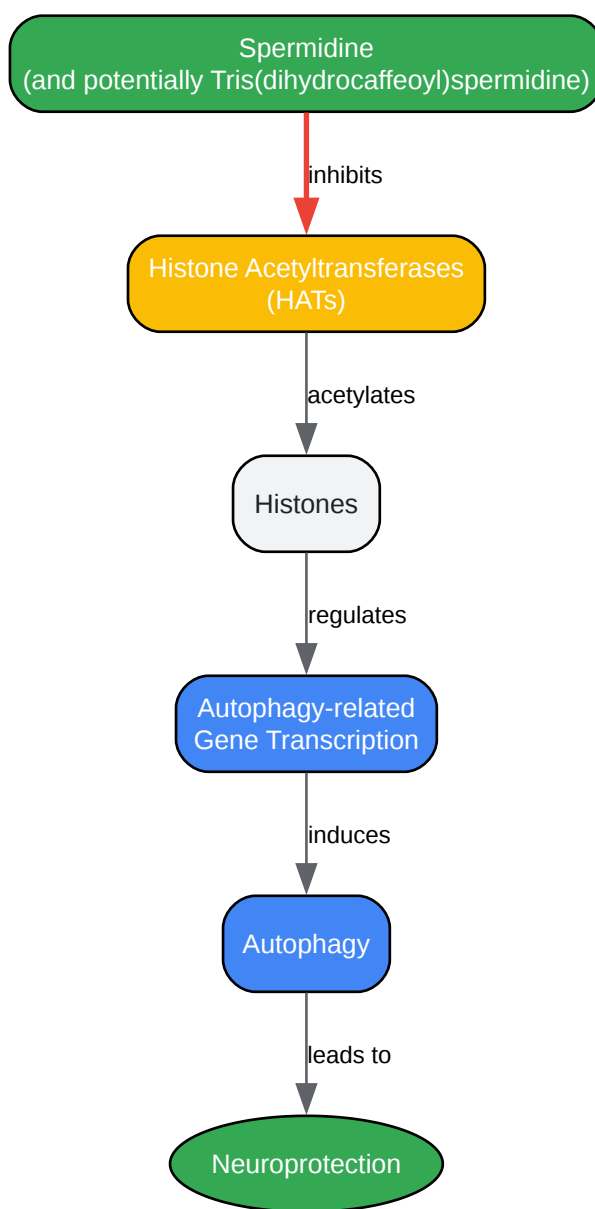 Spermidine
(and potentially Tris(dihydrocaffeoyl)spermidine)
inhibits
Histone Acetyltransferases
(HATs)
acetylates
Histones
regulates
Autophagy-related
Gene Transcription
induces
Autophagy
leads to
Neuroprotection